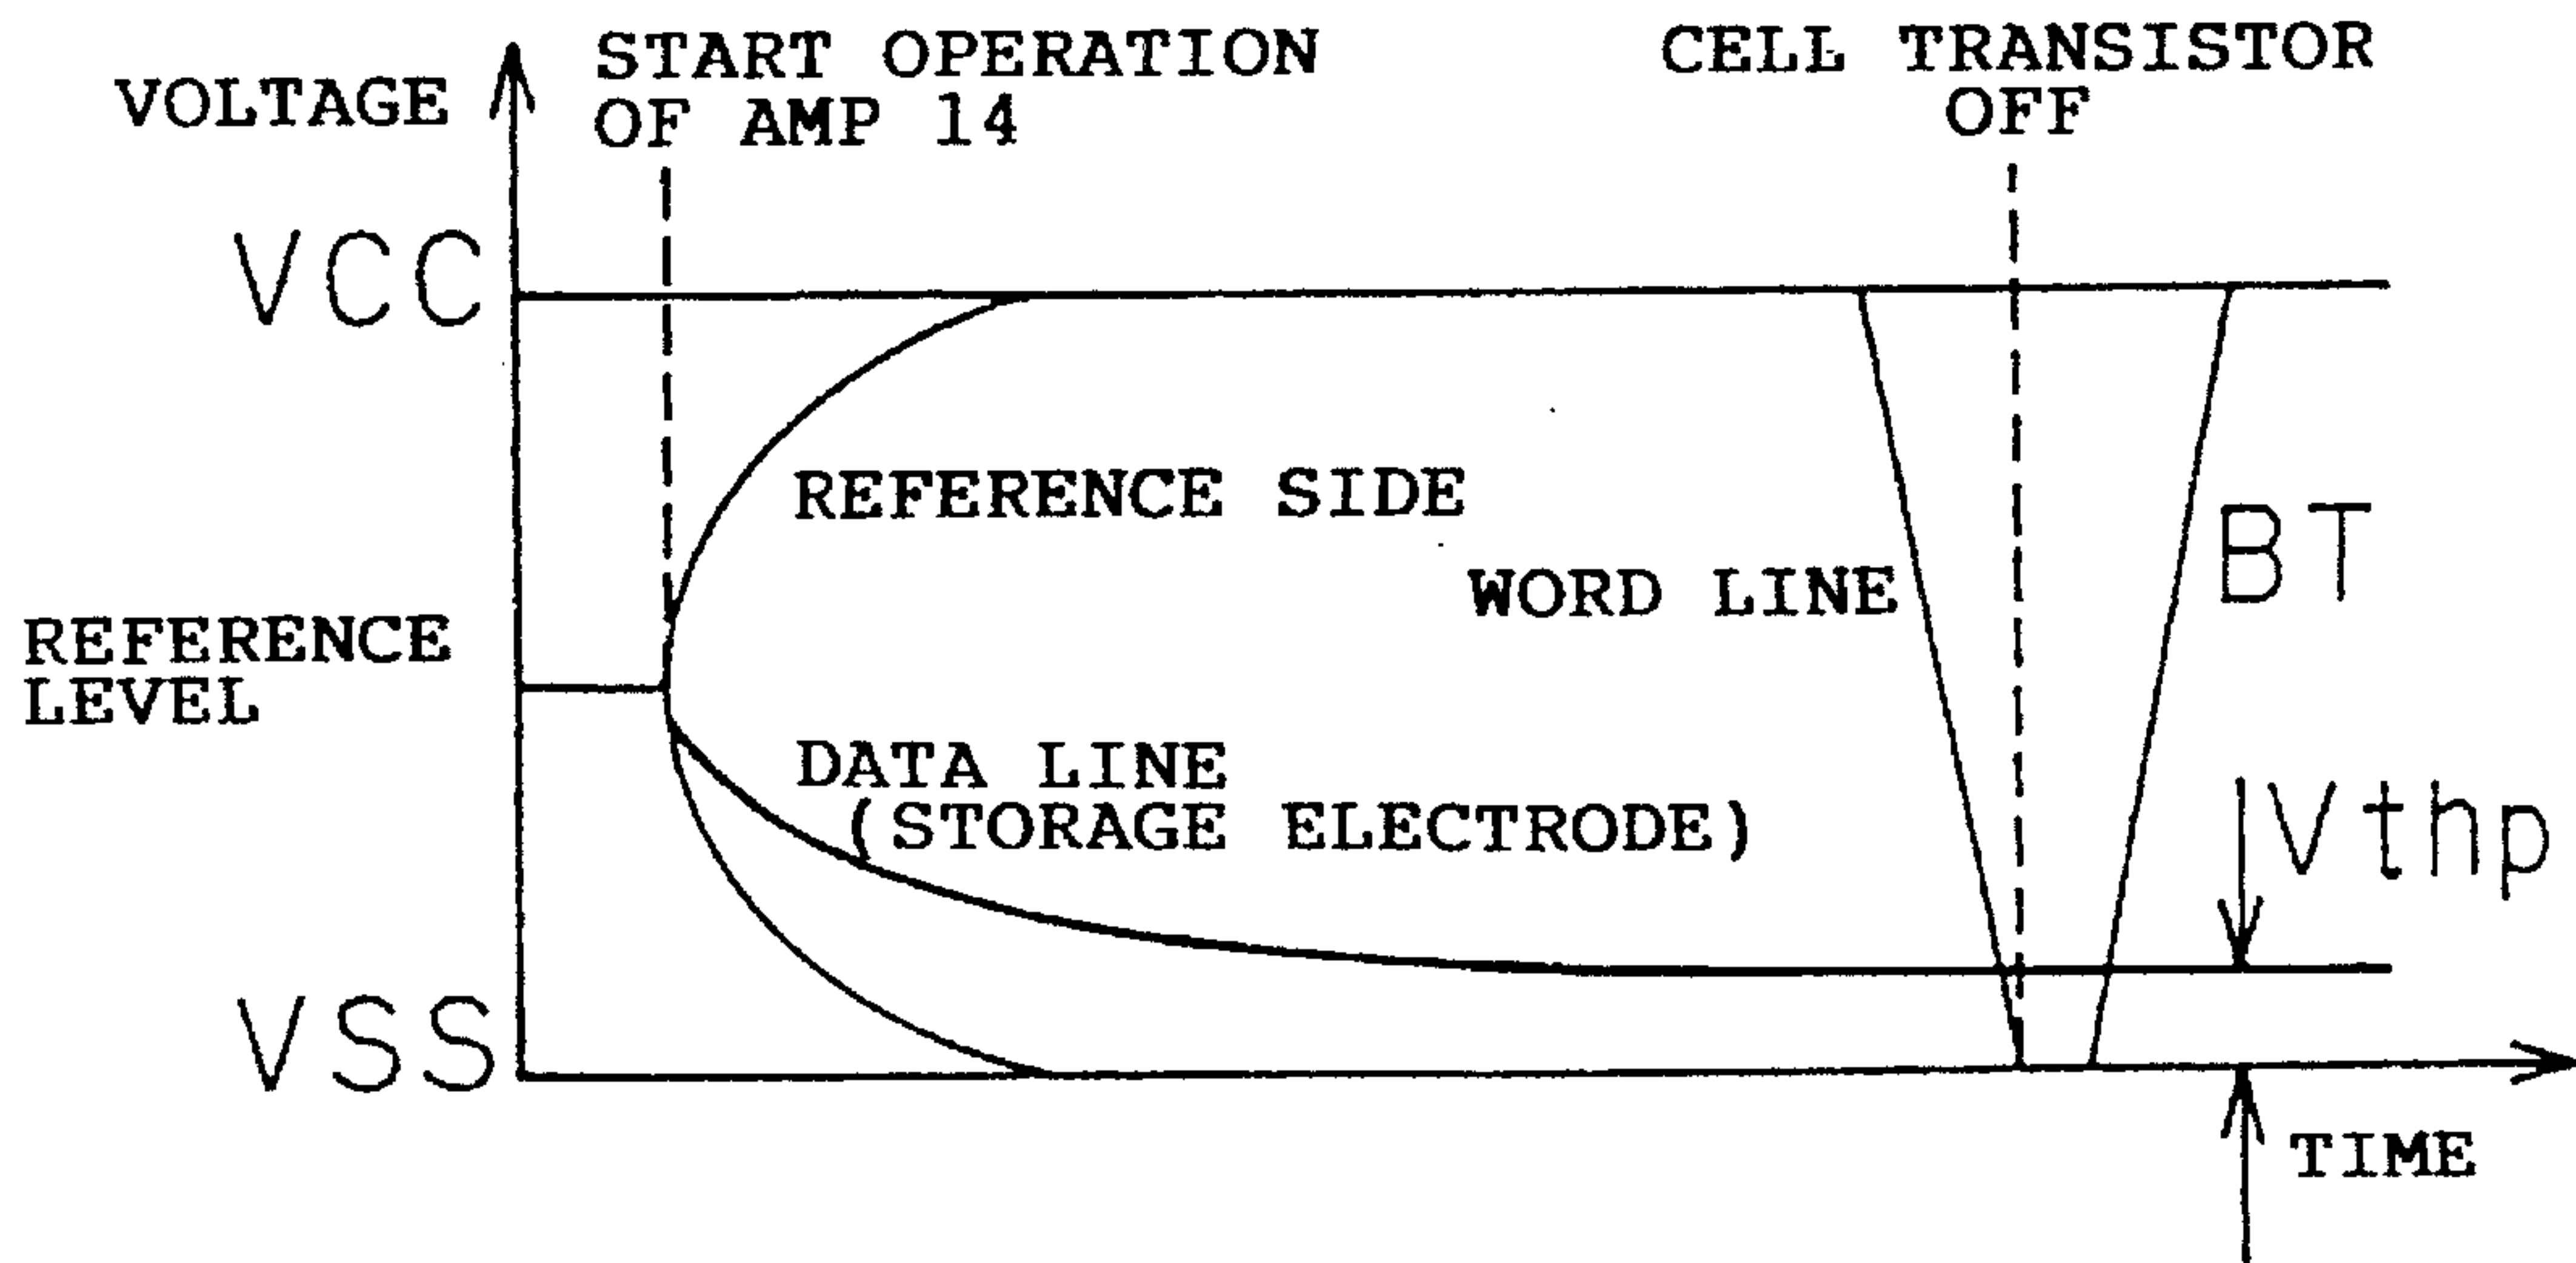 VOLTAGE
START OPERATION
OF AMP 14
CELL TRANSISTOR
OFF
VCC
REFERENCE SIDE
WORD LINE
BT
REFERENCE
LEVEL
DATA LINE
(STORAGE ELECTRODE)
Vthp
VSS
TIME